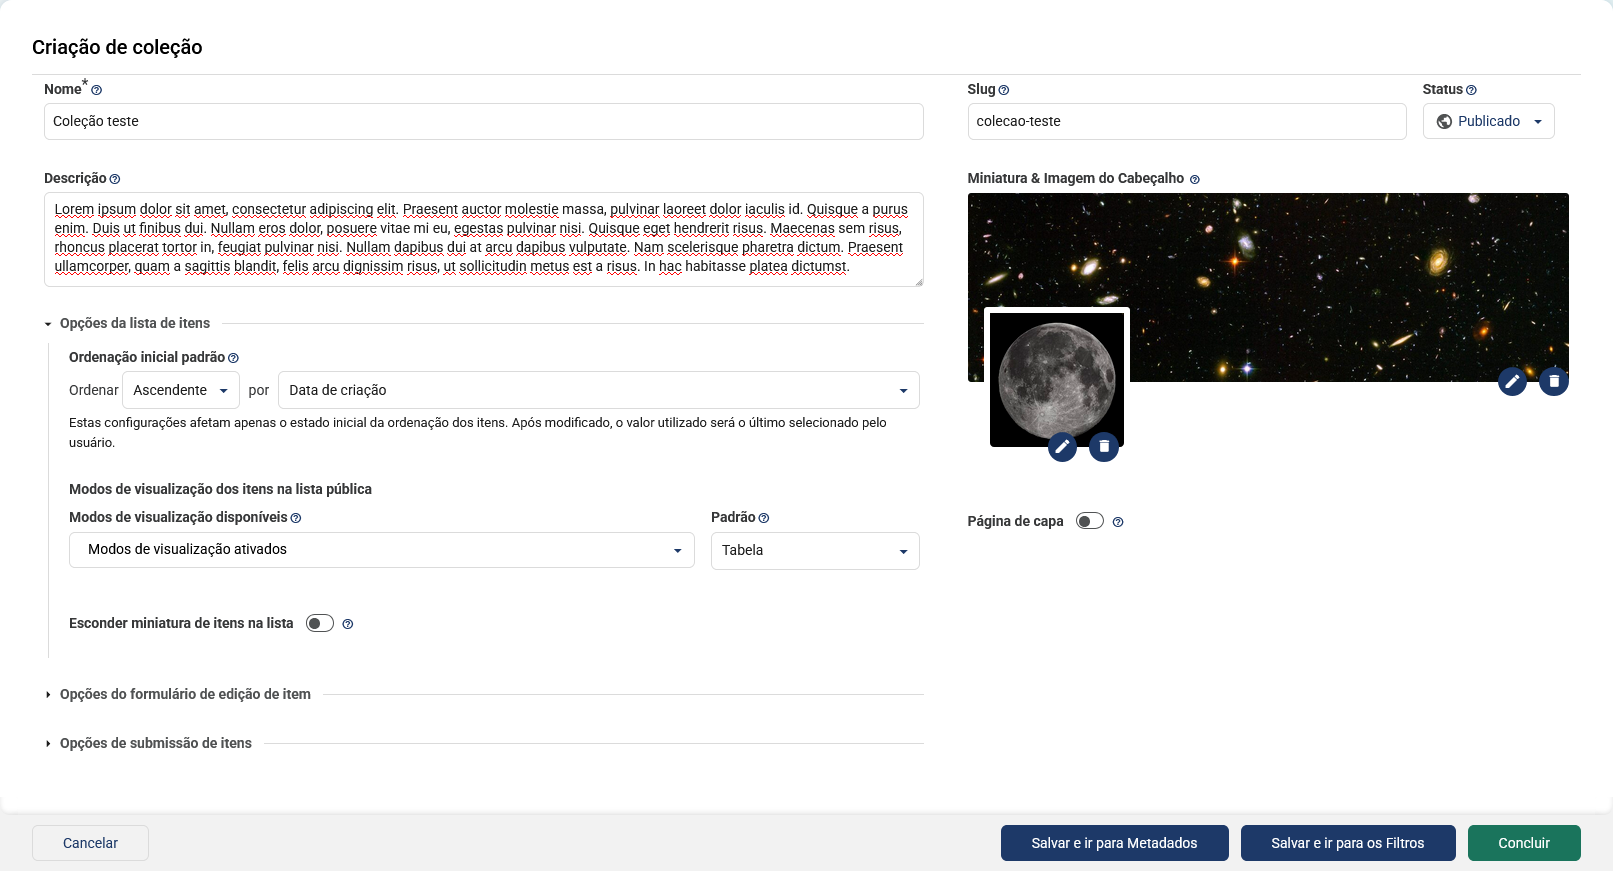 Criação de coleção
Nome*
Coleção teste
Slug
colecao-teste
Status
Publicado
Descrição
Lorem ipsum dolor sit amet, consectetur adipiscing elit. Praesent auctor molestie massa, pulvinar laoreet dolor iaculis id. Quisque a purus
enim. Duis ut finibus dui. Nullam eros dolor, posuere vitae mi eu, egestas pulvinar nisi. Quisque eget hendrerit risus. Maecenas sem risus,
rhoncus placerat tortor in, feugiat pulvinar nisi. Nullam dapibus dui at arcu dapibus vulputate. Nam scelerisque pharetra dictum. Praesent
ullamcorper, quam a sagittis blandit, felis arcu dignissim risus, ut sollicitudin metus est a risus. In hac habitasse platea dictumst.
Miniatura & Imagem do Cabeçalho
Opções da lista de itens
Ordenação inicial padrão
Ordenar Ascendente por Data de criação
Estas configurações afetam apenas o estado inicial da ordenação dos itens. Após modificado, o valor utilizado será o último selecionado pelo
usuário.
Modos de visualização dos itens na lista pública
Modos de visualização disponíveis
Modos de visualização ativados
Padrão
Tabela
Esconder miniatura de itens na lista
Página de capa
Opções do formulário de edição de item
Opções de submissão de itens
Cancelar
Salvar e ir para Metadados
Salvar e ir para os Filtros
Concluir